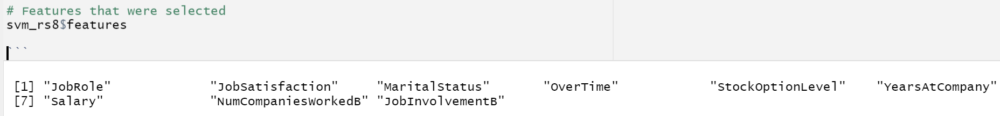 # Features that were selected
svm_rs8$features
```
[1] "JobRole" "JobSatisfaction" "MaritalStatus" "OverTime" "StockOptionLevel" "YearsAtCompany"
[7] "Salary" "NumCompaniesWorkedB" "JobInvolvementB"